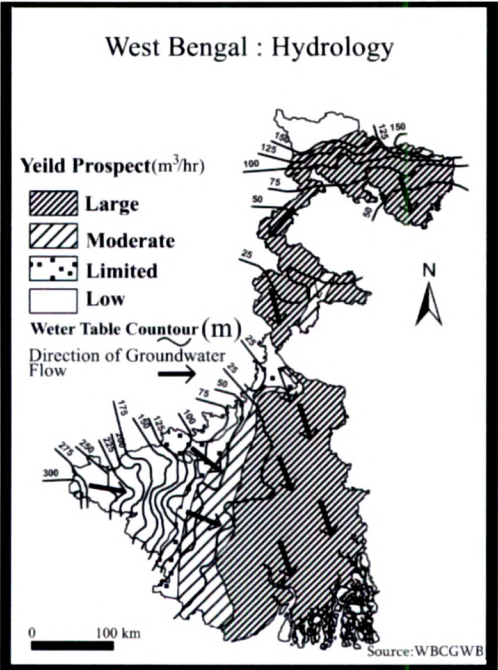 West Bengal : Hydrology
Yeild Prospect(m³/hr)
Large
Moderate
Limited
Low
Weter Table Countour (m)
Direction of Groundwater
Flow
N
150
125
100
75
50
125
150
50
25
25
25
50
75
100
125
150
175
200
225
250
275
300
0 100 km
Source:WBCGWB